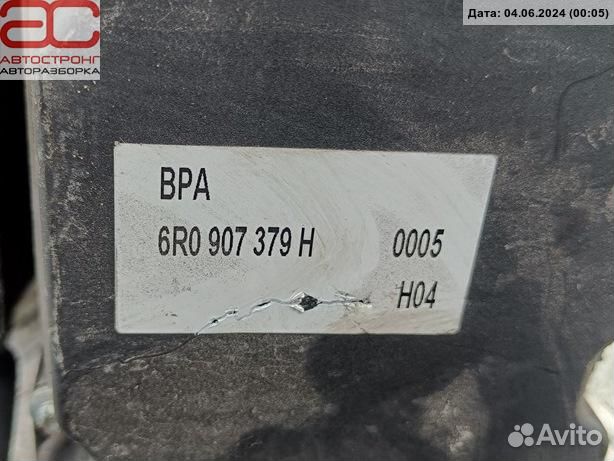 Дата: 04.06.2024 (00:05)
АС
АВТОСТРОНГ
АВТОРАЗБОРКА
BPA
6R0 907 379 H 0005
H04
Avito